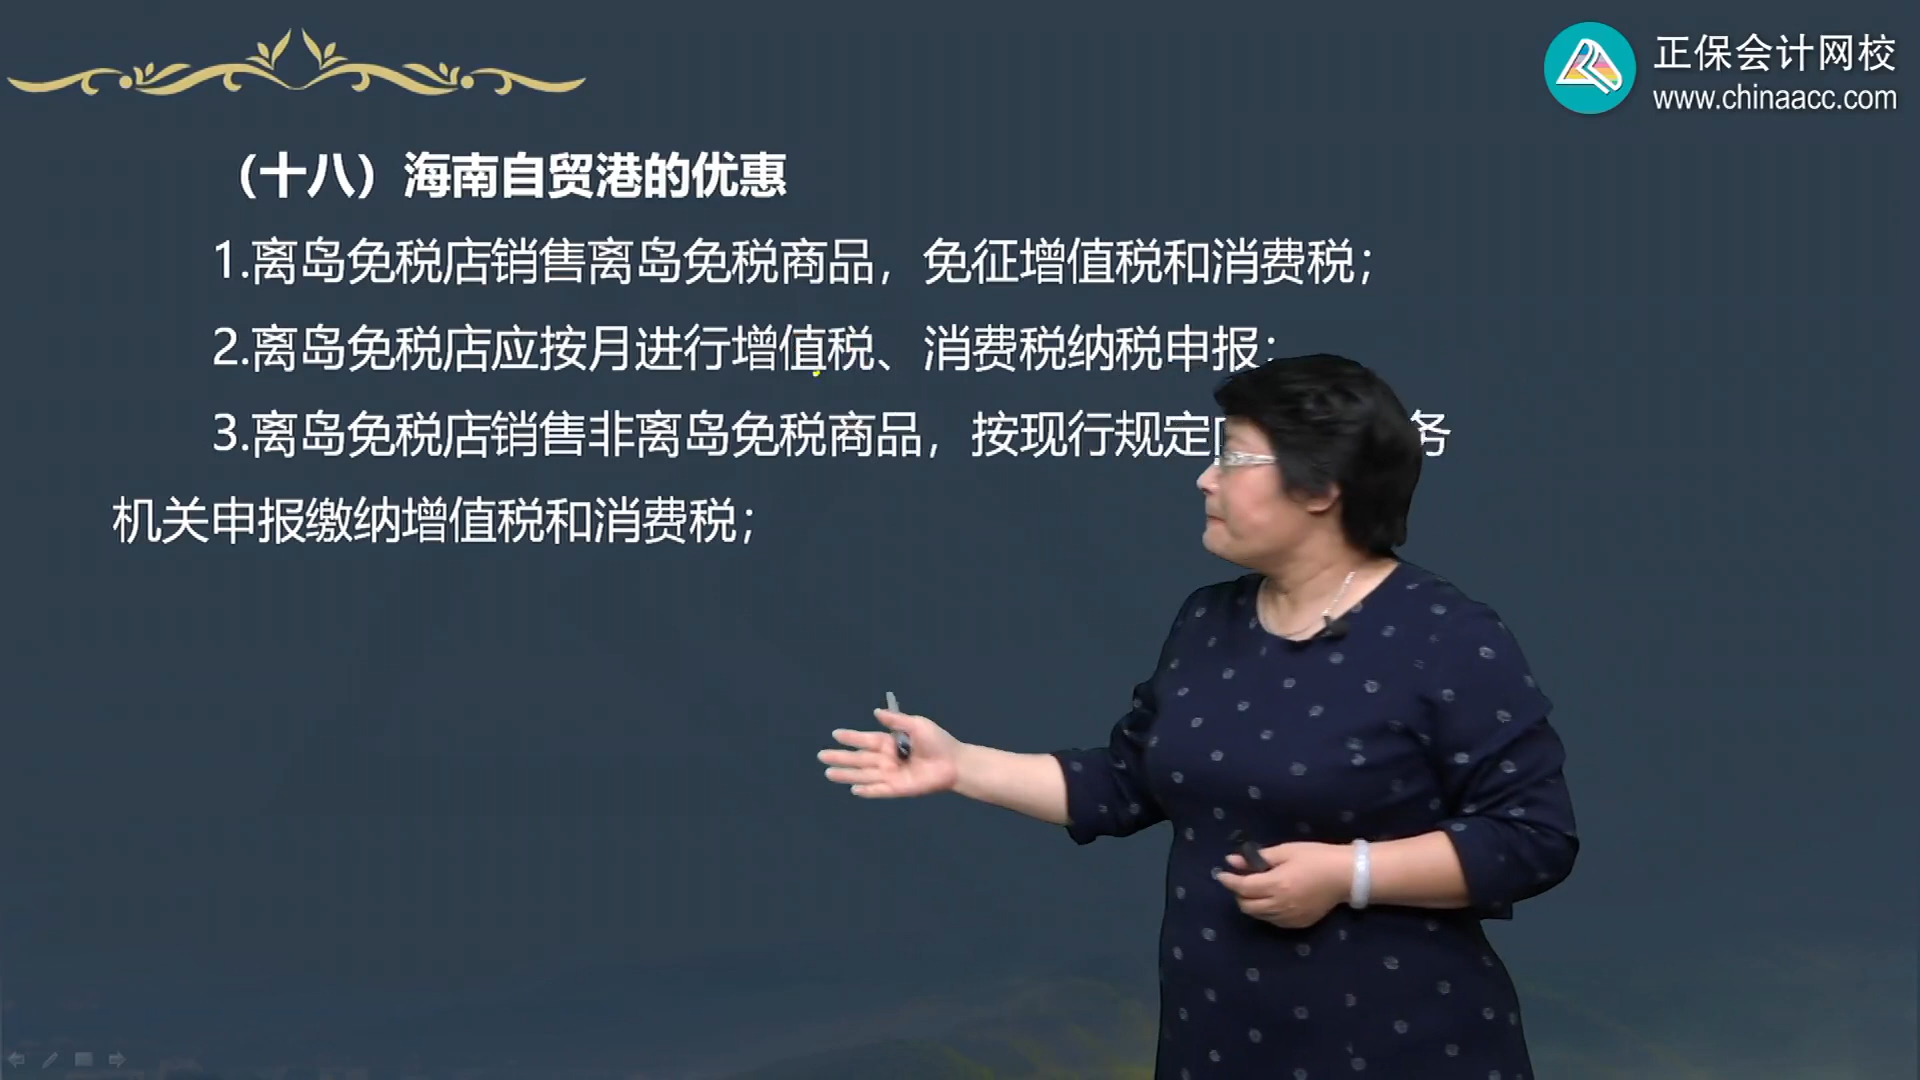 正保会计网校
www.chinaacc.com
（十八）海南自贸港的优惠
1.离岛免税店销售离岛免税商品，免征增值税和消费税；
2.离岛免税店应按月进行增值税、消费税纳税申报；
3.离岛免税店销售非离岛免税商品，按现行规定 务
机关申报缴纳增值税和消费税；